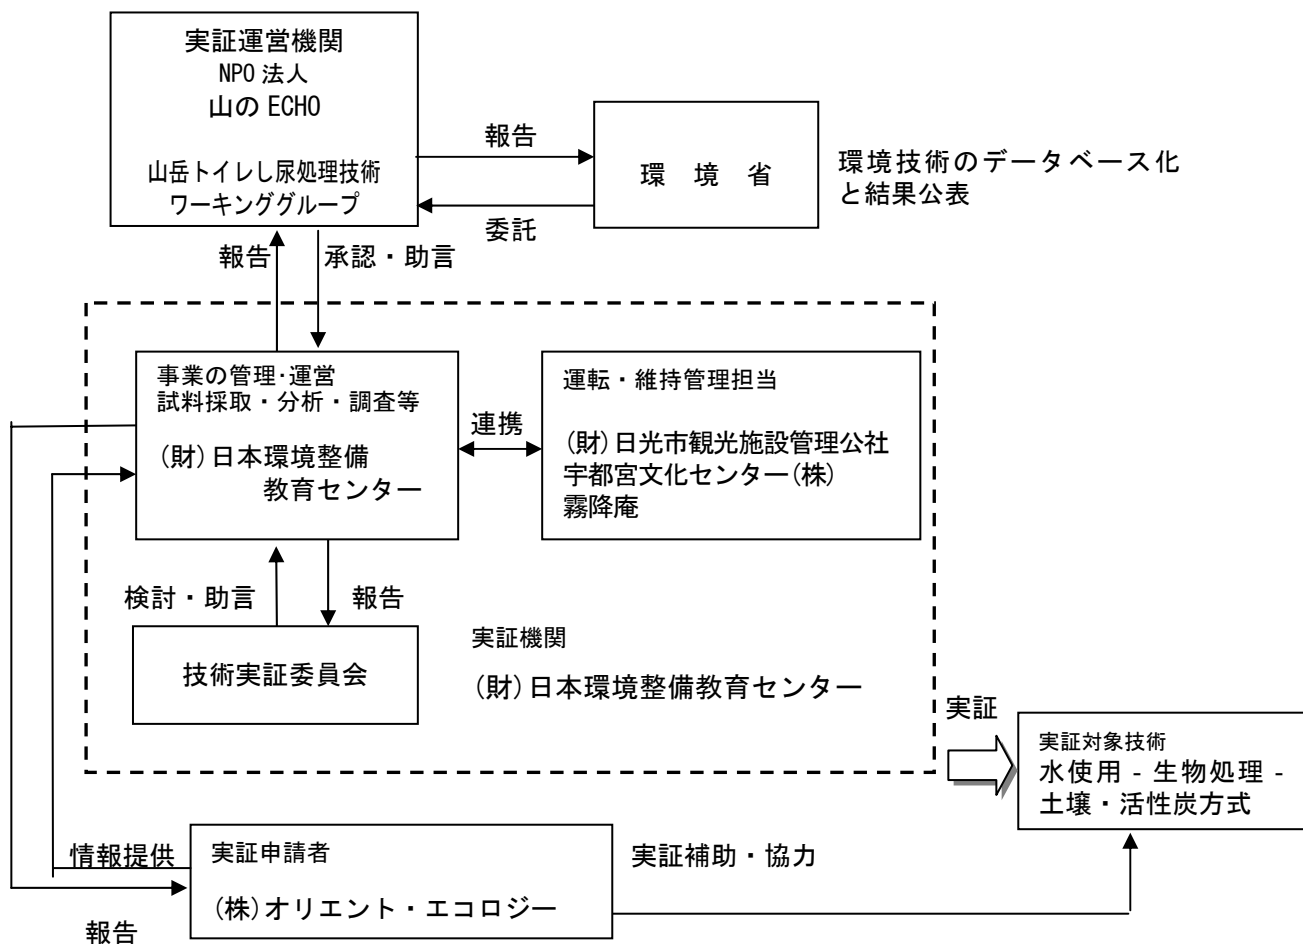 実証運営機関
NPO 法人
山の ECHO
山岳トイレし尿処理技術
ワーキンググループ
報告
環 境 省
環境技術のデータベース化
と結果公表
委託
報告
承認・助言
事業の管理・運営
試料採取・分析・調査等
(財)日本環境整備
教育センター
連携
運転・維持管理担当
(財)日光市観光施設管理公社
宇都宮文化センター(株)
霧降庵
検討・助言
報告
技術実証委員会
実証機関
(財)日本環境整備教育センター
実証
実証対象技術
水使用 - 生物処理 -
土壌・活性炭方式
情報提供
実証申請者
(株)オリエント・エコロジー
実証補助・協力
報告